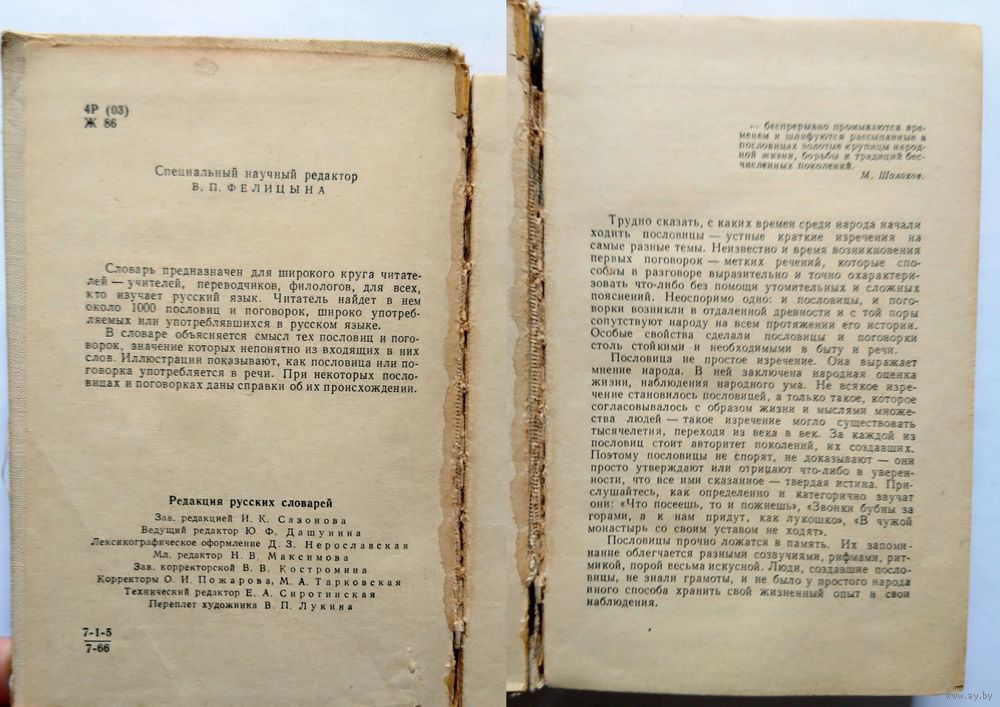 4Р (03)
Ж 86
Специальный научный редактор
В. П. ФЕЛИЦЫНА
Словарь предназначен для широкого круга читате-
лей — учителей, переводчиков, филологов, для всех,
кто изучает русский язык. Читатель найдет в нем
около 1000 пословиц и поговорок, широко употреб-
ляемых или употреблявшихся в русском языке.
В словаре объясняется смысл тех пословиц и пого-
ворок, значение которых непонятно из входящих в них
слов. Иллюстрации показывают, как пословица или по-
говорка употребляется в речи. При некоторых посло-
вицах и поговорках даны справки об их происхождении.
Редакция русских словарей
Зав. редакцией И. К. Сазонова
Ведущий редактор Ю. Ф. Дашунина
Лексикографическое оформление Д. З. Нерославская
Мл. редактор Н. В. Максимова
Зав. корректорской В. В. Костромина
Корректоры О. И. Пожарова, М. А. Тарковская
Технический редактор Е. А. Сиротинская
Переплет художника В. П. Лукина
7-1-5
7-66
... беспрерывно промываются вре-
менем и шлифуются рассыпанные в
пословицах золотые крупицы народ-
ной жизни, борьбы и традиций бес-
численных поколений.
М. Шолохов.
Трудно сказать, с каких времен среди народа начали
ходить пословицы — устные краткие изречения на
самые разные темы. Неизвестно и время возникновения
первых поговорок — метких речений, которые спо-
собны в разговоре выразительно и точно охарактери-
зовать что-либо без помощи утомительных и сложных
пояснений. Неоспоримо одно: и пословицы, и пого-
ворки возникли в отдаленной древности и с той поры
сопутствуют народу на всем протяжении его истории.
Особые свойства сделали пословицы и поговорки
столь стойкими и необходимыми в быту и речи.
Пословица не простое изречение. Она выражает
мнение народа. В ней заключена народная оценка
жизни, наблюдения народного ума. Не всякое изре-
чение становилось пословицей, а только такое, которое
согласовывалось с образом жизни и мыслями множе-
ства людей — такое изречение могло существовать
тысячелетия, переходя из века в век. За каждой из
пословиц стоит авторитет поколений, их создавших.
Поэтому пословицы не спорят, не доказывают — они
просто утверждают или отрицают что-либо в уверен-
ности, что все ими сказанное — твердая истина. При-
слушайтесь, как определенно и категорично звучат
они: «Что посеешь, то и пожнешь», «Звонки бубны за
горами, а к нам придут, как лукошко», «В чужой
монастырь со своим уставом не ходят».
Пословицы прочно ложатся в память. Их запоми-
нание облегчается разными созвучиями, рифмами, рит-
микой, порой весьма искусной. Люди, создавшие посло-
вицы, не знали грамоты, и не было у простого народа
иного способа хранить свой жизненный опыт и свои
наблюдения.
www.ay.by